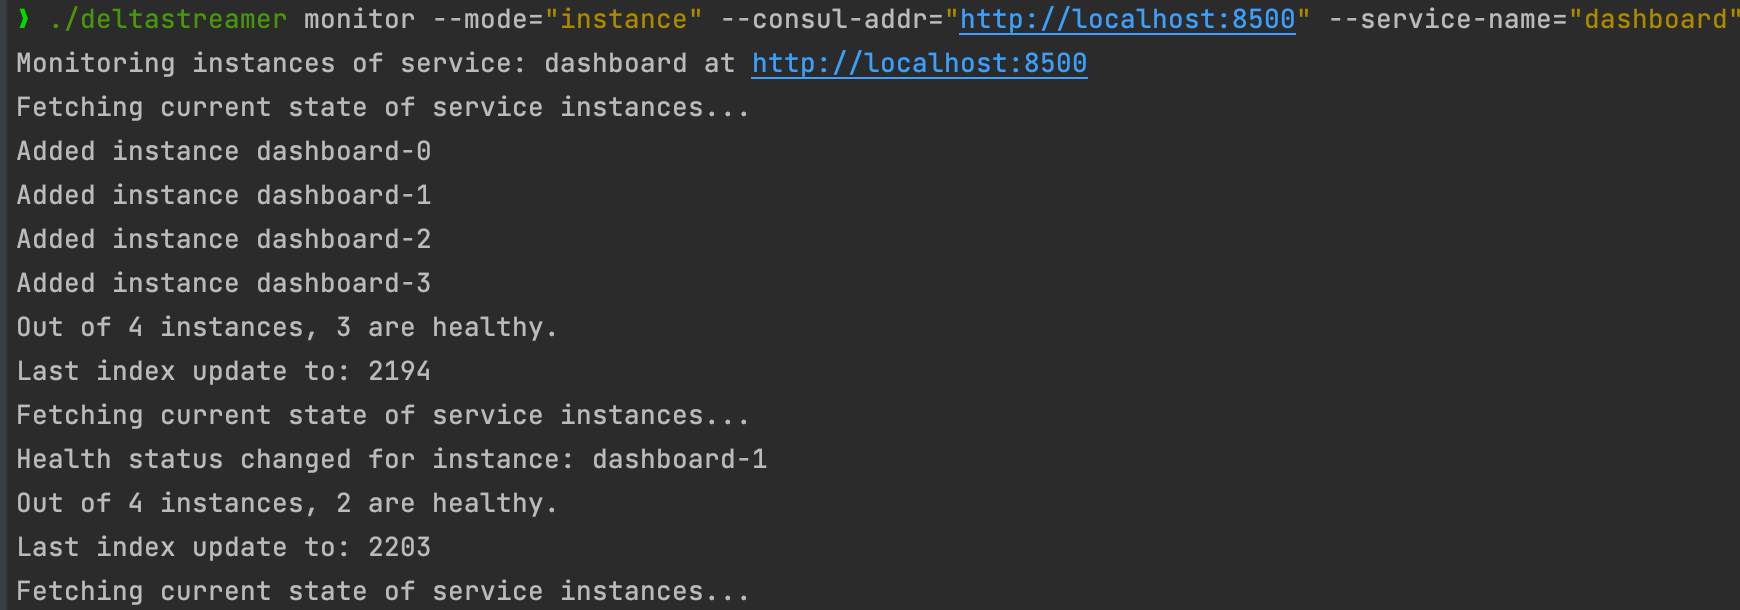 ❯ ./deltastreamer monitor --mode="instance" --consul-addr="http://localhost:8500" --service-name="dashboard"
Monitoring instances of service: dashboard at http://localhost:8500
Fetching current state of service instances...
Added instance dashboard-0
Added instance dashboard-1
Added instance dashboard-2
Added instance dashboard-3
Out of 4 instances, 3 are healthy.
Last index update to: 2194
Fetching current state of service instances...
Health status changed for instance: dashboard-1
Out of 4 instances, 2 are healthy.
Last index update to: 2203
Fetching current state of service instances...